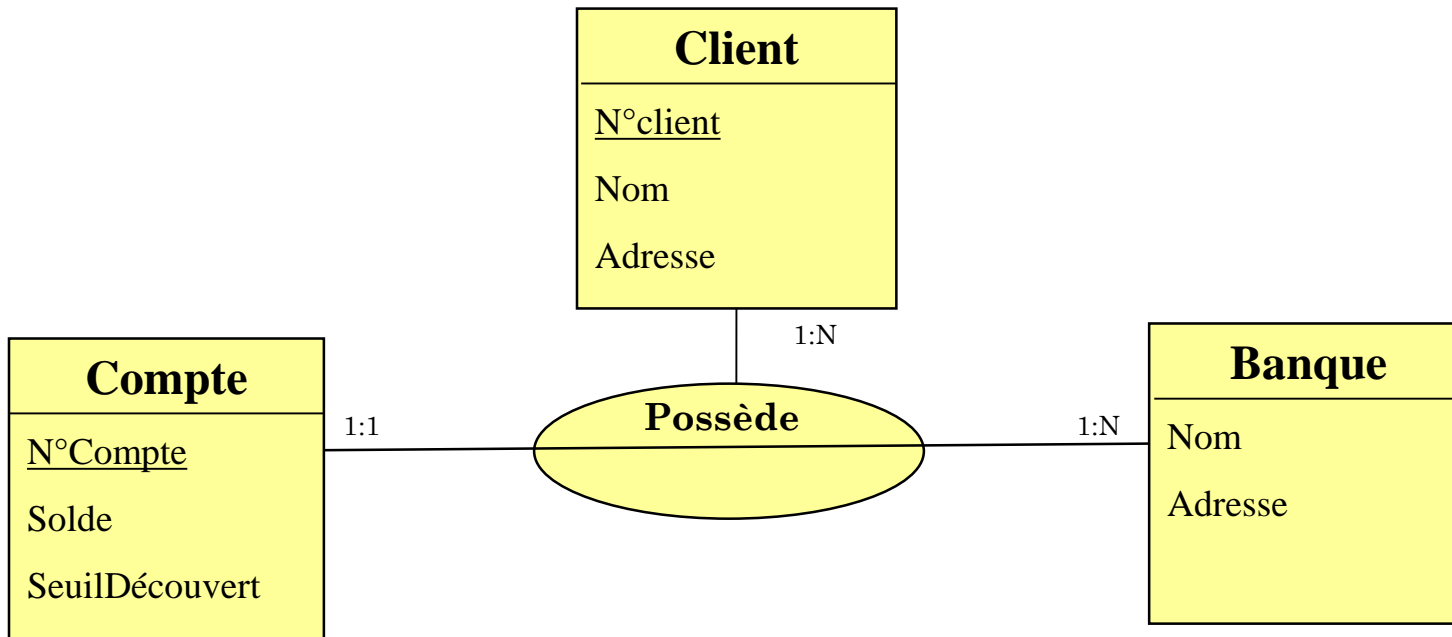 Client
N°client
Nom
Adresse
1:N
Compte
N°Compte
Solde
SeuilDécouvert
1:1
Possède
1:N
Banque
Nom
Adresse